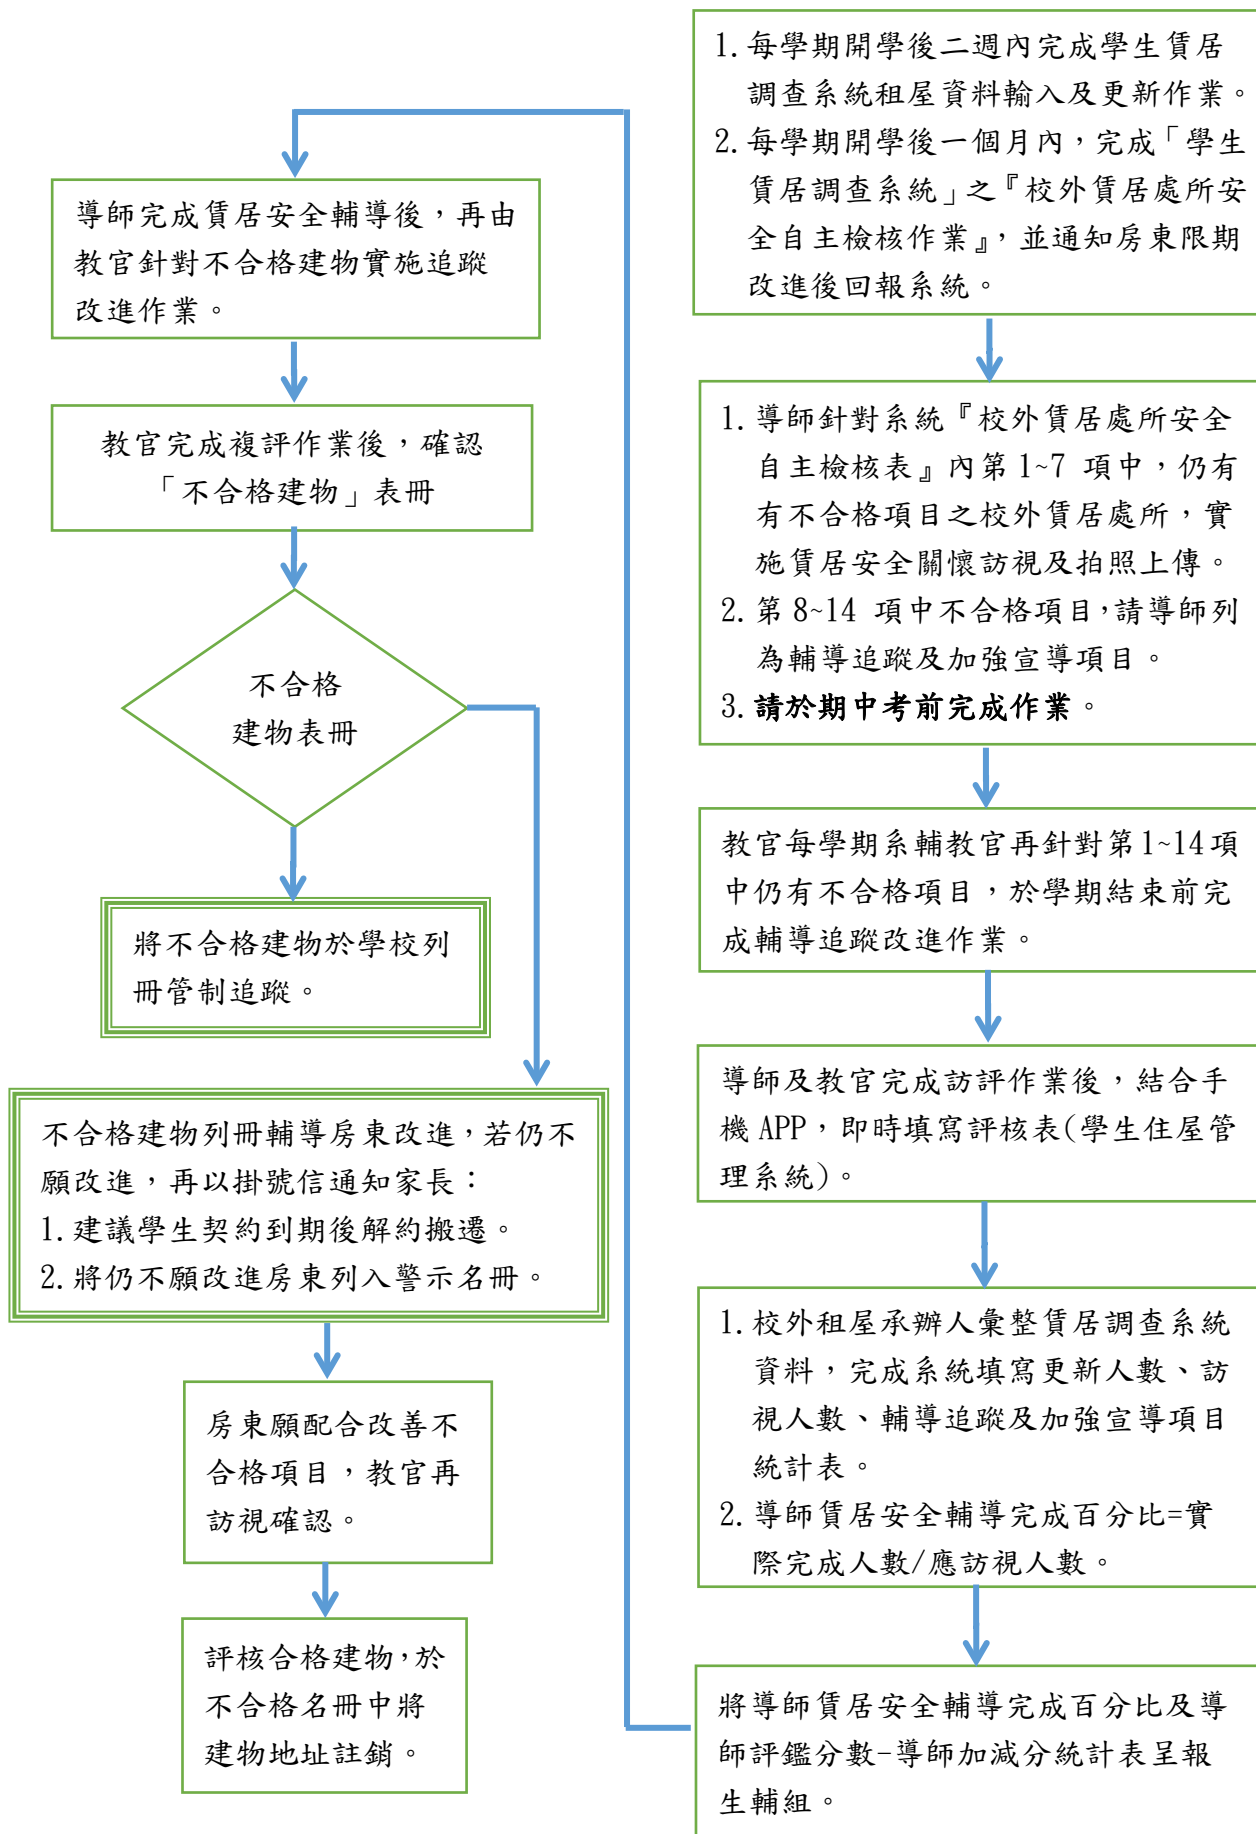 1. 每學期開學後二週內完成學生賃居
調查系統租屋資料輸入及更新作業。
2. 每學期開學後一個月內，完成「學生
賃居調查系統」之『校外賃居處所安
全自主檢核作業』，並通知房東限期
改進後回報系統。
1. 導師針對系統『校外賃居處所安全
自主檢核表』內第 1~7 項中，仍有
有不合格項目之校外賃居處所，實
施賃居安全關懷訪視及拍照上傳。
2. 第 8~14 項中不合格項目，請導師列
為輔導追蹤及加強宣導項目。
3. 請於期中考前完成作業。
教官每學期系輔教官再針對第 1~14 項
中仍有不合格項目，於學期結束前完
成輔導追蹤改進作業。
導師及教官完成訪評作業後，結合手
機 APP，即時填寫評核表(學生住屋管
理系統)。
1. 校外租屋承辦人彙整賃居調查系統
資料，完成系統填寫更新人數、訪
視人數、輔導追蹤及加強宣導項目
統計表。
2. 導師賃居安全輔導完成百分比=實
際完成人數/應訪視人數。
將導師賃居安全輔導完成百分比及導
師評鑑分數-導師加減分統計表呈報
生輔組。
導師完成賃居安全輔導後，再由
教官針對不合格建物實施追蹤
改進作業。
教官完成複評作業後，確認
「不合格建物」表冊
不合格
建物表冊
將不合格建物於學校列
冊管制追蹤。
不合格建物列冊輔導房東改進，若仍不
願改進，再以掛號信通知家長：
1. 建議學生契約到期後解約搬遷。
2. 將仍不願改進房東列入警示名冊。
房東願配合改善不
合格項目，教官再
訪視確認。
評核合格建物，於
不合格名冊中將
建物地址註銷。